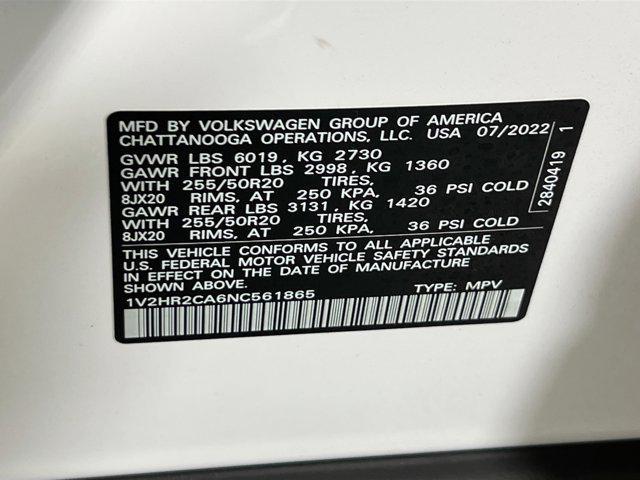 MFD BY VOLKSWAGEN GROUP OF AMERICA
CHATTANOOGA OPERATIONS, LLC. USA 07/2022
GVWR LBS 6019, KG 2730
GAWR FRONT LBS 2998, KG 1360
WITH 255/50R20 TIRES,
8JX20 RIMS, AT 250 KPA, 36 PSI COLD
GAWR REAR LBS 3131, KG 1420
WITH 255/50R20 TIRES,
8JX20 RIMS, AT 250 KPA, 36 PSI COLD
THIS VEHICLE CONFORMS TO ALL APPLICABLE
U.S. FEDERAL MOTOR VEHICLE SAFETY STANDARDS
IN EFFECT ON THE DATE OF MANUFACTURE
SHOWN ABOVE.
1V2HR2CA6NC561865 TYPE: MPV
2840419 1